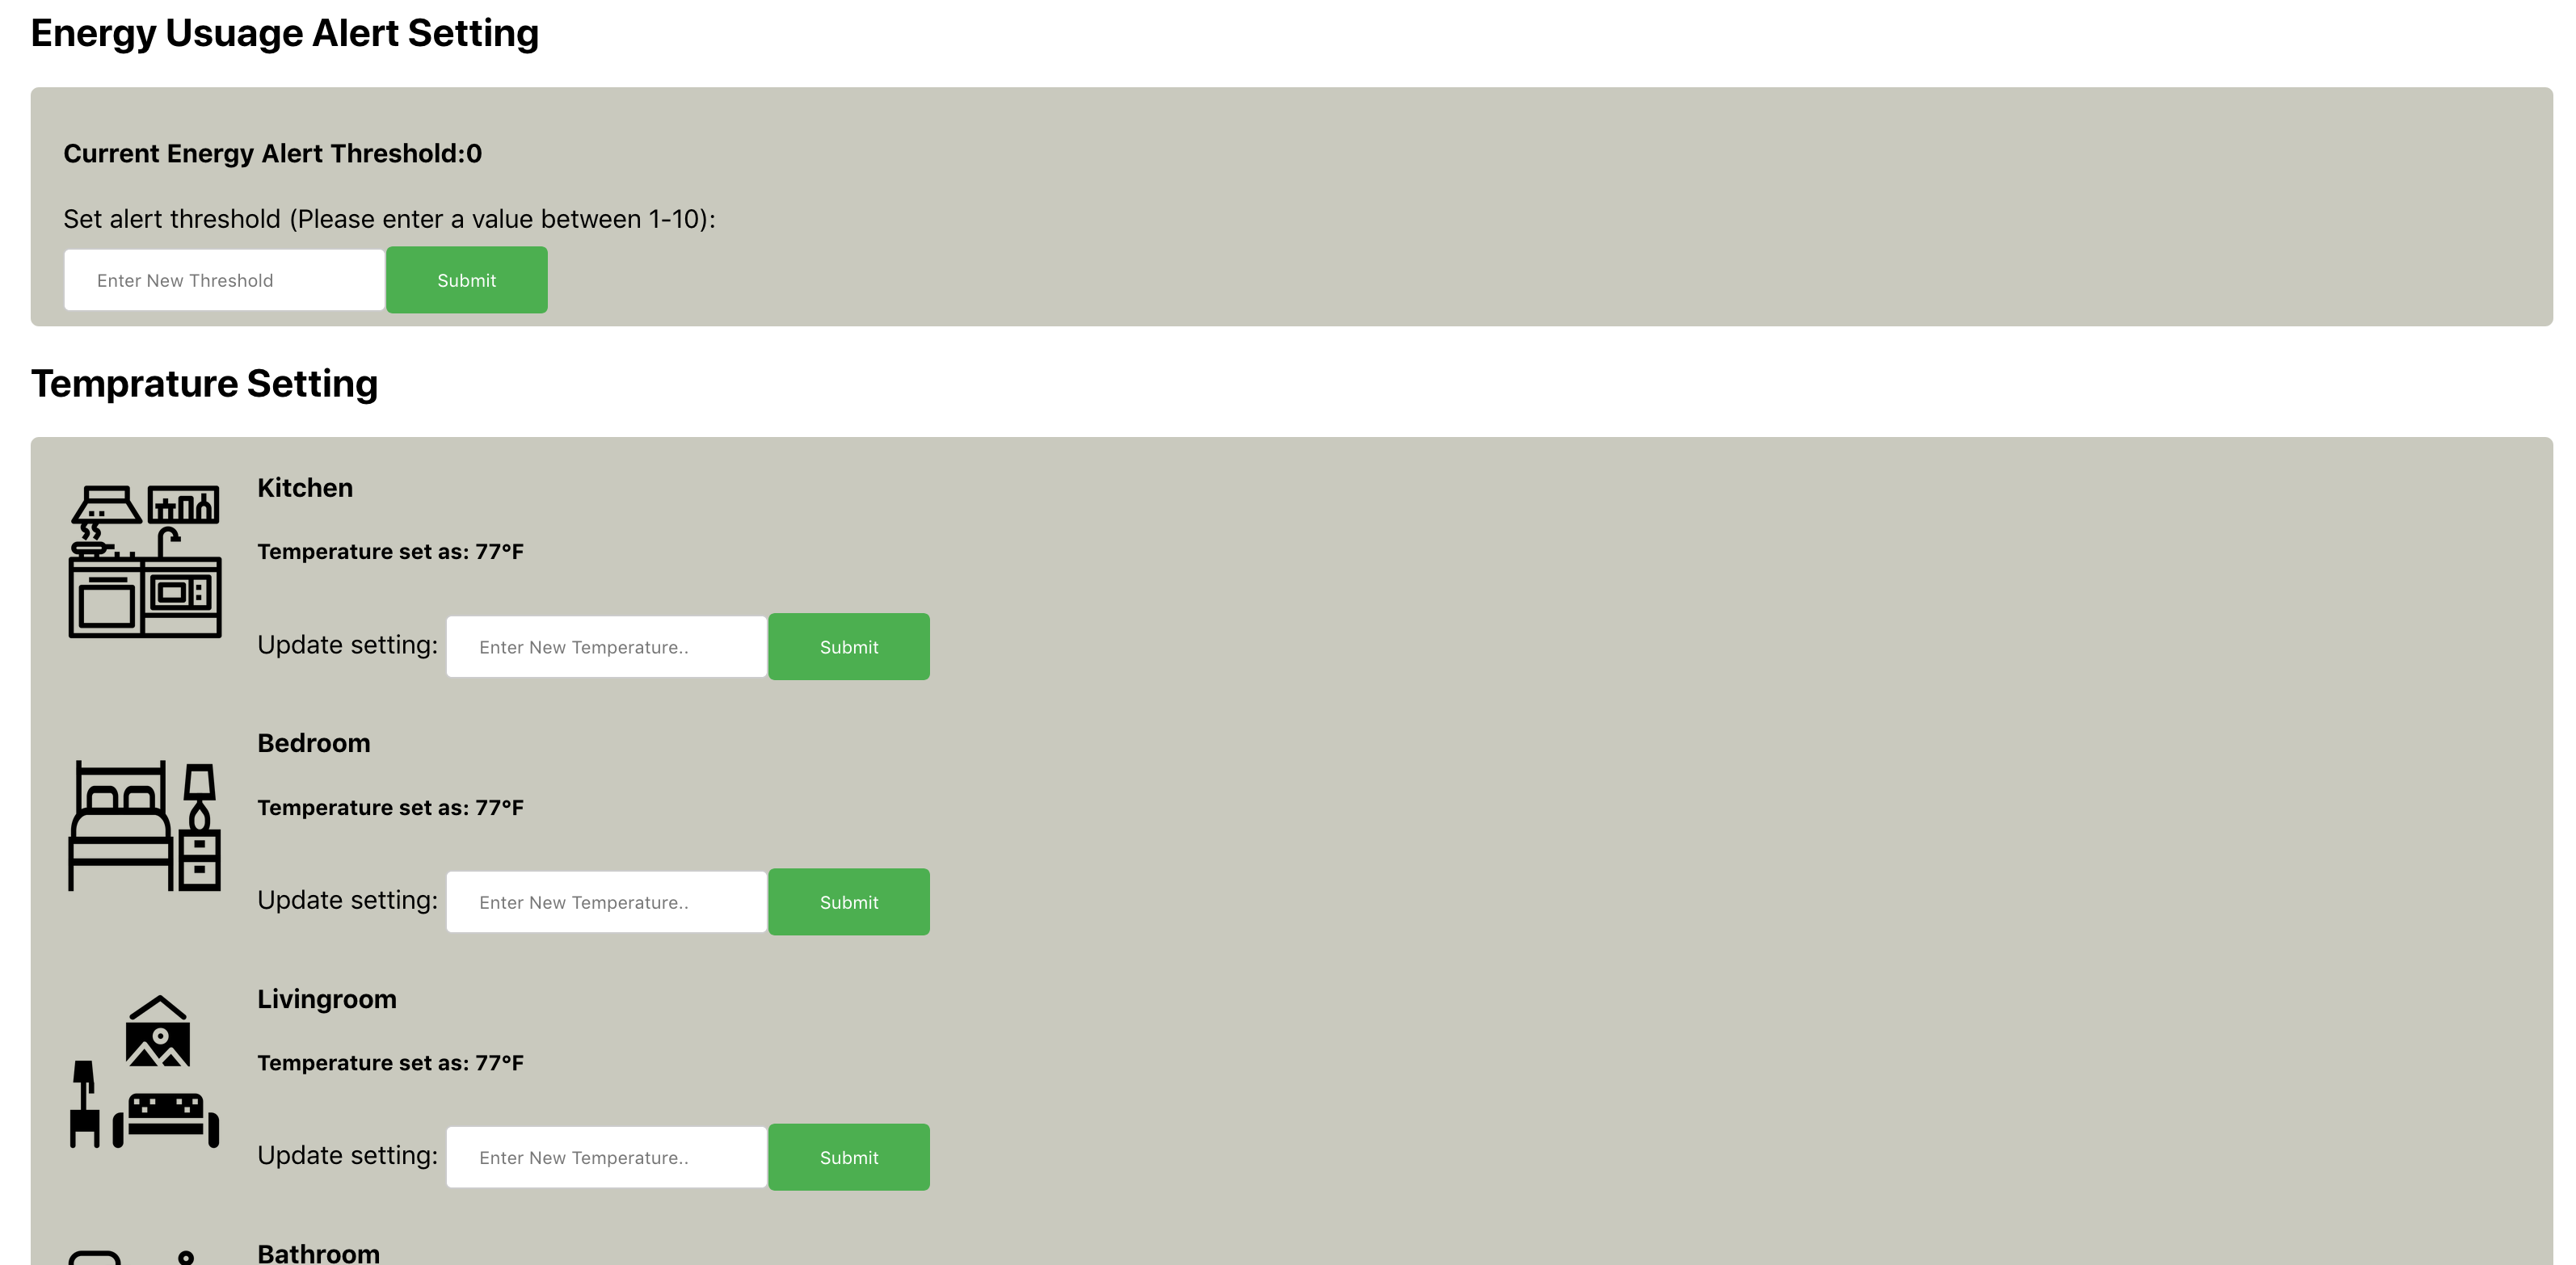 Energy Usuage Alert Setting
Current Energy Alert Threshold:0
Set alert threshold (Please enter a value between 1-10):
Enter New Threshold Submit
Temprature Setting
Kitchen
Temperature set as: 77°F
Update setting: Enter New Temperature.. Submit
Bedroom
Temperature set as: 77°F
Update setting: Enter New Temperature.. Submit
Livingroom
Temperature set as: 77°F
Update setting: Enter New Temperature.. Submit
Bathroom